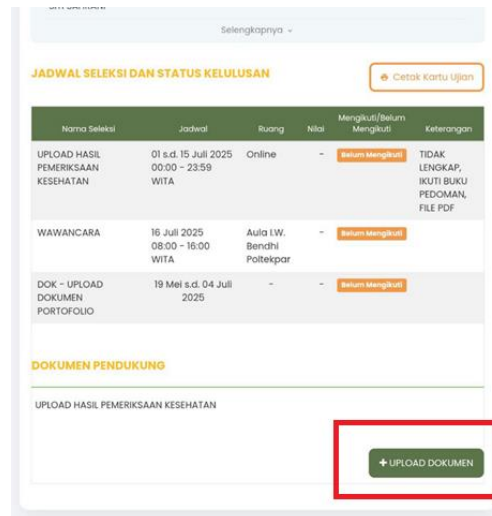 Selengkapnya
JADWAL SELEKSI DAN STATUS KELULUSAN
Cetak Kartu Ujian
Nama Seleksi Jadwal Ruang Nilai Mengikuti/Belum Mengikuti Keterangan
UPLOAD HASIL 01 s.d. 15 Juli 2025 Online - Belum Mengikuti TIDAK
PEMERIKSAAN 00:00 - 23:59 LENGKAP,
KESEHATAN WITA IKUTI BUKU
PEDOMAN,
FILE PDF
WAWANCARA 16 Juli 2025 Aula I.W. - Belum Mengikuti
08:00 - 16:00 Bendhi
WITA Poltekpar
DOK - UPLOAD 19 Mei s.d. 04 Juli - - Belum Mengikuti
DOKUMEN 2025
PORTOFOLIO
DOKUMEN PENDUKUNG
UPLOAD HASIL PEMERIKSAAN KESEHATAN
+ UPLOAD DOKUMEN